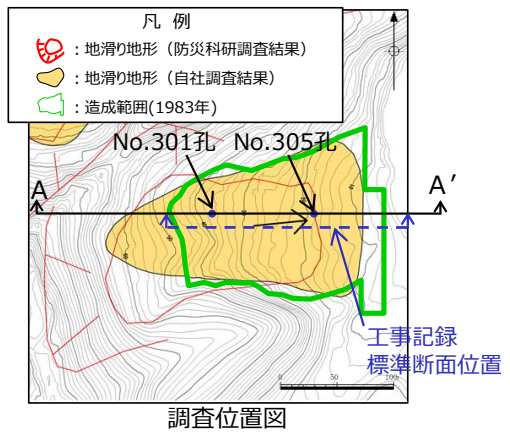 凡 例
：地滑り地形（防災科研調査結果）
：地滑り地形（自社調査結果）
：造成範囲(1983年)
No.301孔 No.305孔
A A′
工事記録
標準断面位置
0 50 100
調査位置図